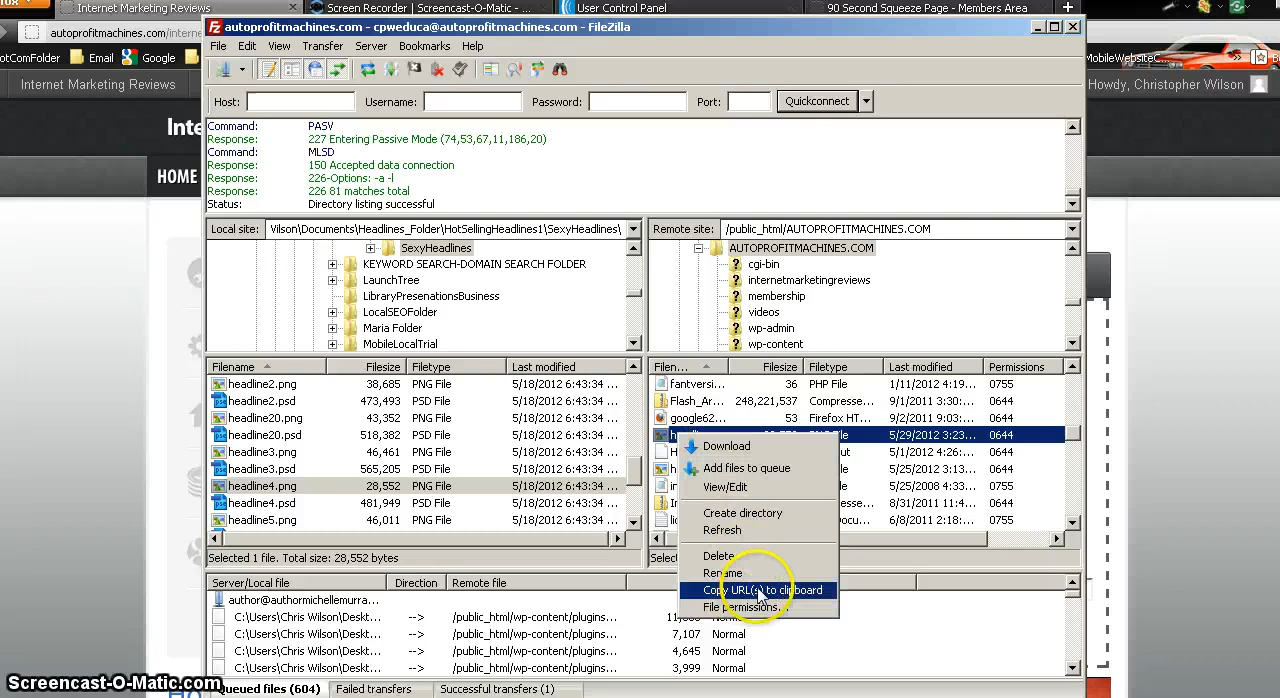 Internet Marketing Reviews
Screen Recorder | Screencast-O-Matic - ...
User Control Panel
90 Second Squeeze Page - Members Area
autoprofitmachines.com/interne
autoprofitmachines.com - cpweduca@autoprofitmachines.com - FileZilla
File Edit View Transfer Server Bookmarks Help
otComFolder Email Google
MobileWebsiteC...
Internet Marketing Reviews
Howdy, Christopher Wilson
Host: Username: Password: Port: Quickconnect
Inte
HOME
Command: PASV
Response: 227 Entering Passive Mode (74,53,67,11,186,20)
Command: MLSD
Response: 150 Accepted data connection
Response: 226-Options: -a -l
Response: 226 81 matches total
Status: Directory listing successful
Local site: Wilson\Documents\Headlines_Folder\HotSellingHeadlines1\SexyHeadlines\
SexyHeadlines
KEYWORD SEARCH-DOMAIN SEARCH FOLDER
LaunchTree
LibraryPresenationsBusiness
LocalSEOFolder
Maria Folder
MobileLocalTrial
Remote site: /public_html/AUTOPROFITMACHINES.COM
AUTOPROFITMACHINES.COM
cgi-bin
internetmarketingreviews
membership
videos
wp-admin
wp-content
Filename Filesize Filetype Last modified
headline2.png 38,685 PNG File 5/18/2012 6:43:34 ...
headline2.psd 473,493 PSD File 5/18/2012 6:43:34 ...
headline20.png 43,352 PNG File 5/18/2012 6:43:34 ...
headline20.psd 518,382 PSD File 5/18/2012 6:43:34 ...
headline3.png 46,461 PNG File 5/18/2012 6:43:34 ...
headline3.psd 565,203 PSD File 5/18/2012 6:43:34 ...
headline4.png 28,552 PNG File 5/18/2012 6:43:34 ...
headline4.psd 481,949 PSD File 5/18/2012 6:43:34 ...
headline5.png 46,011 PNG File 5/18/2012 6:43:34 ...
Selected 1 file. Total size: 28,552 bytes
Filen... Filesize Filetype Last modified Permissions
fantversi... 36 PHP File 1/11/2012 4:19... 0755
Flash_Ar... 248,221,537 Compresse... 9/1/2011 3:30:... 0644
google62... 53 Firefox HT... 9/2/2011 9:03:... 0644
5/29/2012 3:23... 0644
5/1/2012 4:26:... 0644
5/1/2012 4:26:... 0644
5/25/2008 4:33... 0644
Compresse... 8/31/2011 11:4... 0644
6/8/2011 2:18:... 0755
Selec
Download
Add files to queue
View/Edit
Create directory
Refresh
Delete
Rename
Copy URL(s) to clipboard
File permissions...
Server/Local file Direction Remote file
author@authormichellemurra...
C:\Users\Chris Wilson\Deskt... -> /public_html/wp-content/plugins... Normal
C:\Users\Chris Wilson\Deskt... -> /public_html/wp-content/plugins... 7,107 Normal
C:\Users\Chris Wilson\Deskt... -> /public_html/wp-content/plugins... 4,645 Normal
C:\Users\Chris Wilson\Deskt... -> /public_html/wp-content/plugins... 3,999 Normal
Queued files (604) Failed transfers Successful transfers (1)
Screencast-O-Matic.com